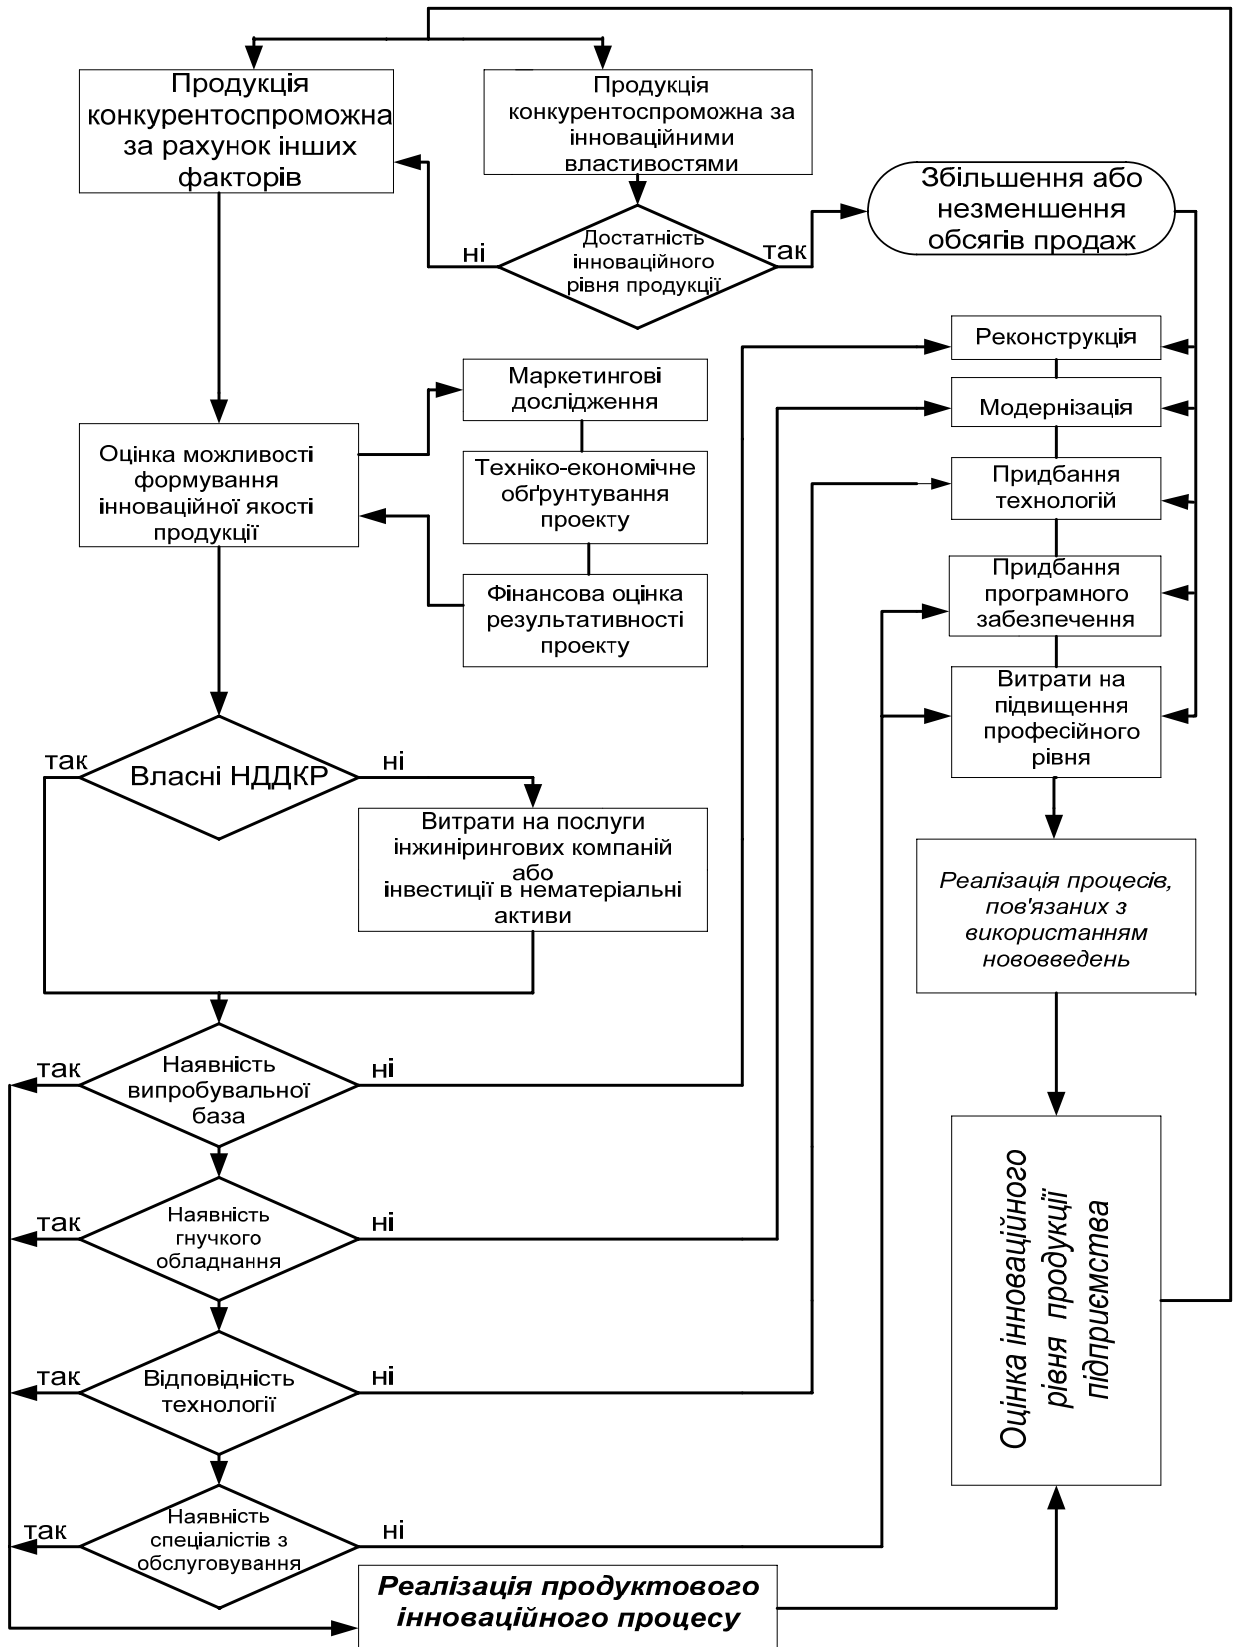 Продукція
конкурентоспроможна
за рахунок інших
факторів
Продукція
конкурентоспроможна за
інноваційними
властивостями
Збільшення або
незменшення
обсягів продаж
ні
Достатність
інноваційного
рівня продукції
так
Реконструкція
Маркетингові
дослідження
Модернізація
Оцінка можливості
формування
інноваційної якості
продукції
Техніко-економічне
обґрунтування
проекту
Придбання
технологій
Фінансова оцінка
результативності
проекту
Придбання
програмного
забезпечення
Витрати на
підвищення
професійного
рівня
так
Власні НДДКР
ні
Витрати на послуги
інжинірингових компаній
або
інвестиції в нематеріальні
активи
Реалізація процесів,
пов'язаних з
використанням
нововведень
так
Наявність
випробувальної
база
ні
так
Наявність
гнучкого
обладнання
ні
Оцінка інноваційного
рівня продукції
підприємства
так
Відповідність
технології
ні
так
Наявність
спеціалістів з
обслуговування
ні
Реалізація продуктового
інноваційного процесу